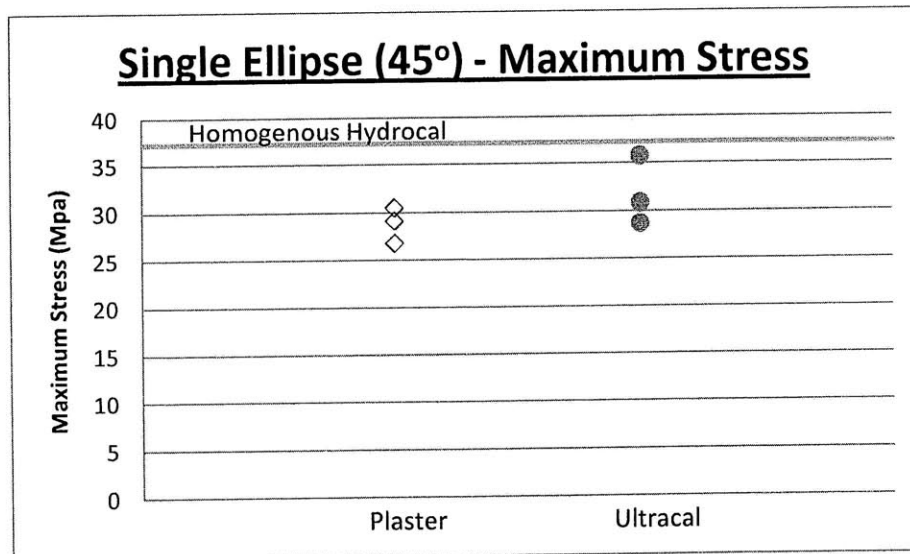 Single Ellipse (45º) - Maximum Stress
Maximum Stress (Mpa)
40
35
30
25
20
15
10
5
0
Homogenous Hydrocal
Plaster
Ultracal